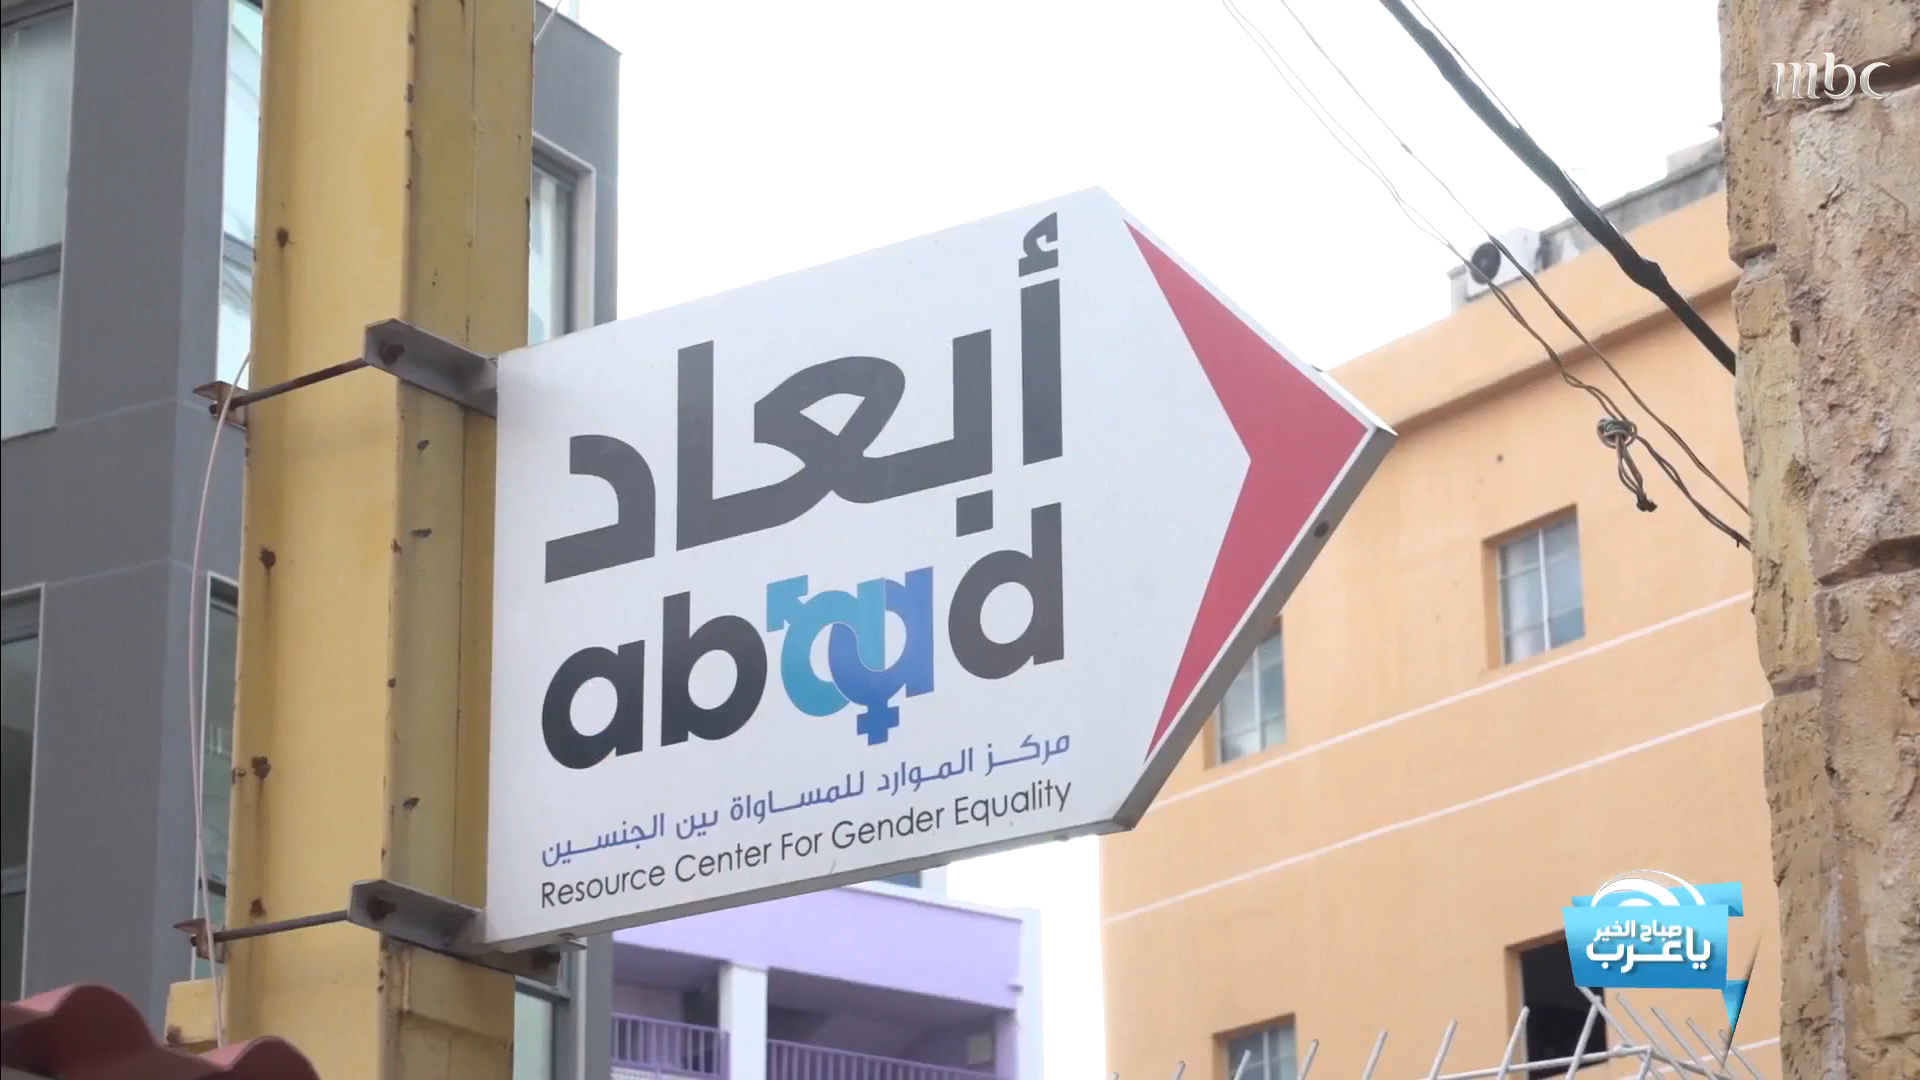 mbc
أبعاد
abaad
مركز الموارد للمساواة بين الجنسين
Resource Center For Gender Equality
صباح الخير
يا عرب